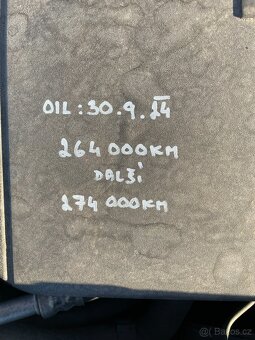 OIL: 30.9.24
264 000KM
DALŠÍ
274 000KM
Bazos.cz